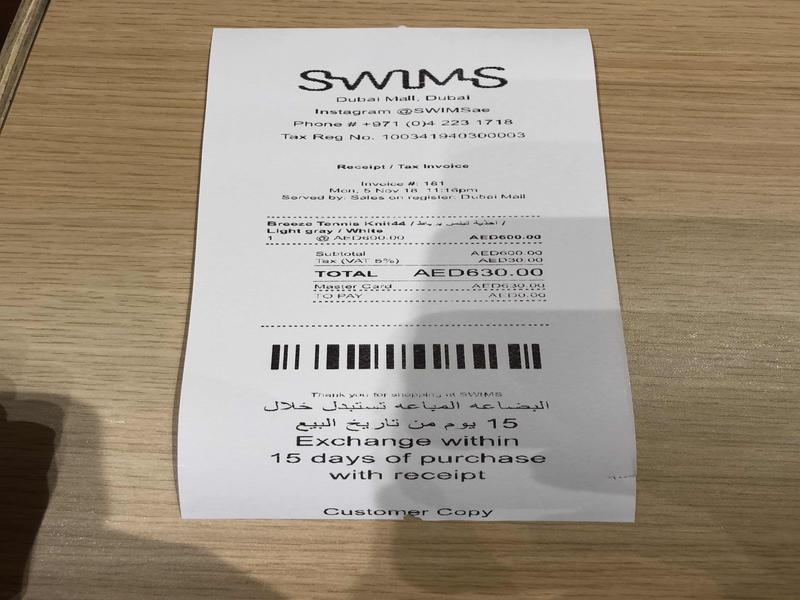 SWIMS
Dubai Mall, Dubai
Instagram @SWIMSae
Phone # +971 (0)4 223 1718
Tax Reg No. 100341940300003
Receipt / Tax Invoice
Invoice #: 161
Mon, 5 Nov 18 11:16pm
Served by: Sales on register: Dubai Mall
Breeze Tennis Knit44 / احذية تنيس برباط /
Light gray / White
1 @ AED600.00 AED600.00
Subtotal AED600.00
Tax (VAT 5%) AED30.00
TOTAL AED630.00
Master Card AED630.00
TO PAY AED0.00
Thank you for shopping at SWIMS
البضاعه المباعه تستبدل خلال
15 يوم من تاريخ البيع
Exchange within
15 days of purchase
with receipt
Customer Copy